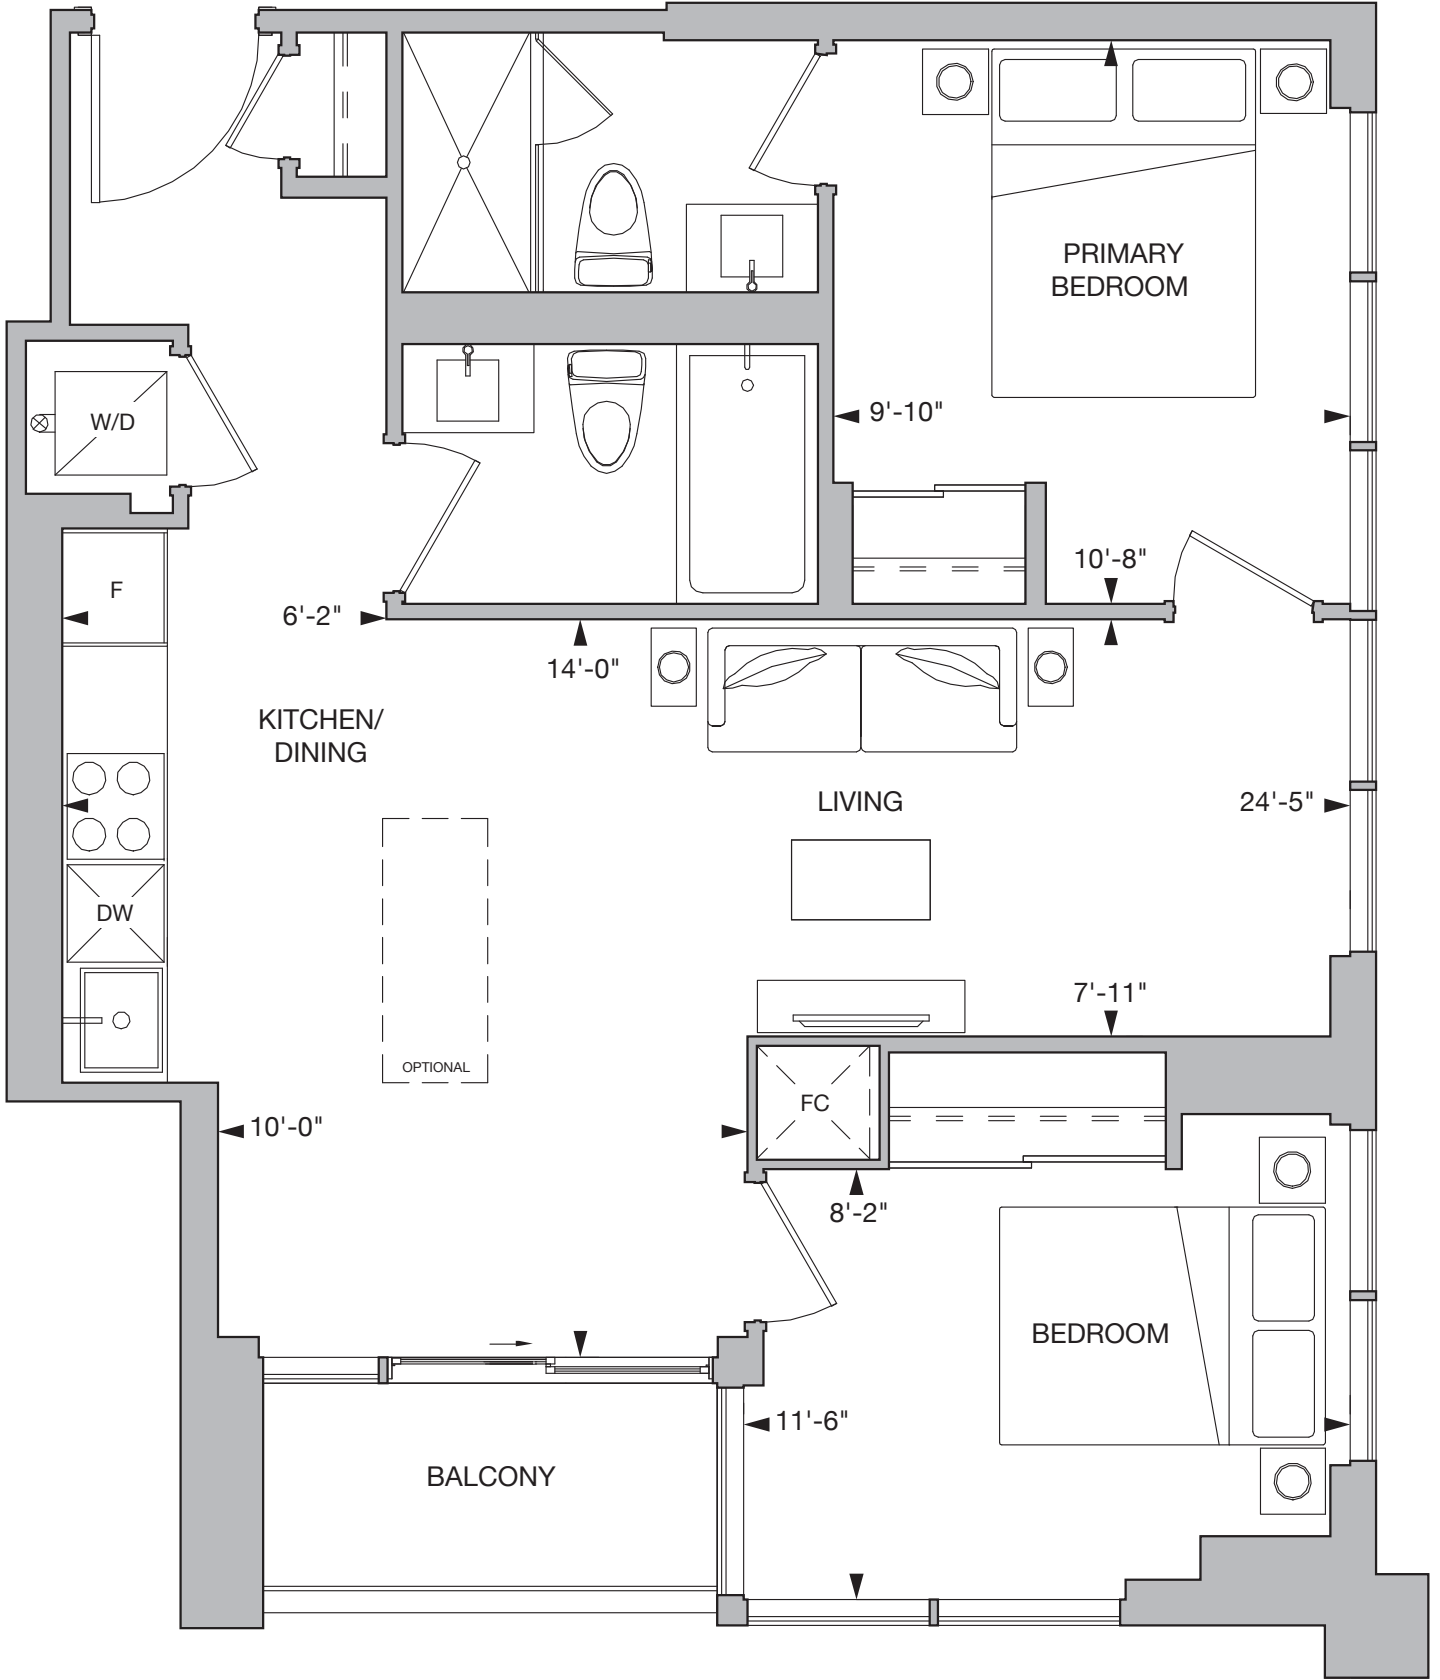 PRIMARY
BEDROOM
9'-10"
W/D
10'-8"
F
6'-2"
14'-0"
KITCHEN/
DINING
LIVING
24'-5"
DW
7'-11"
OPTIONAL
FC
10'-0"
8'-2"
BEDROOM
11'-6"
BALCONY